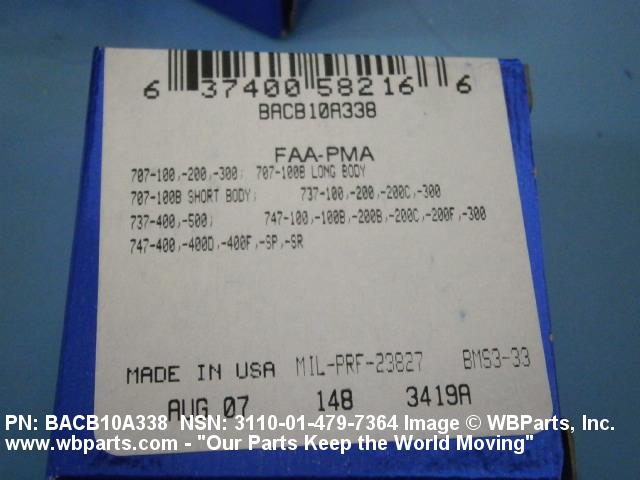 6 37400 58216 6
BACB10A338
FAA-PMA
707-100,-200,-300; 707-100B LONG BODY
707-100B SHORT BODY; 737-100,-200,-200C,-300
737-400,-500; 747-100,-100B,-200B,-200C,-200F,-300
747-400,-400D,-400F,-SP,-SR
MADE IN USA MIL-PRF-23827 BMS3-33
AUG 07 148 3419A
PN: BACB10A338 NSN: 3110-01-479-7364 Image © WBParts, Inc.
www.wbparts.com - "Our Parts Keep the World Moving"